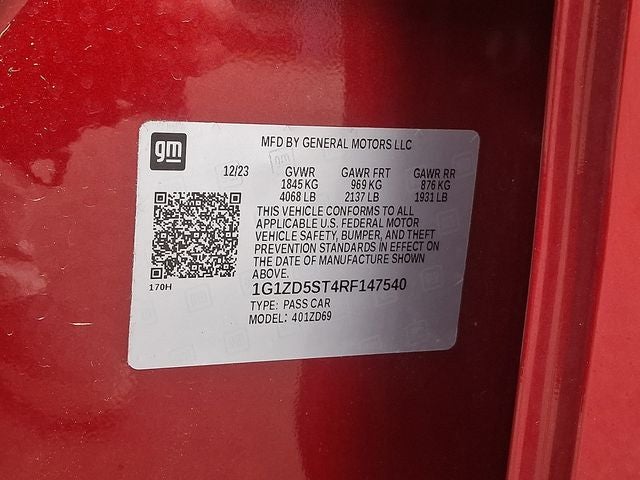 gm
MFD BY GENERAL MOTORS LLC
12/23 GVWR GAWR FRT GAWR RR
1845 KG 969 KG 876 KG
4068 LB 2137 LB 1931 LB
THIS VEHICLE CONFORMS TO ALL
APPLICABLE U.S. FEDERAL MOTOR
VEHICLE SAFETY, BUMPER, AND THEFT
PREVENTION STANDARDS IN EFFECT ON
THE DATE OF MANUFACTURE SHOWN
ABOVE.
170H
1G1ZD5ST4RF147540
TYPE: PASS CAR
MODEL: 401ZD69